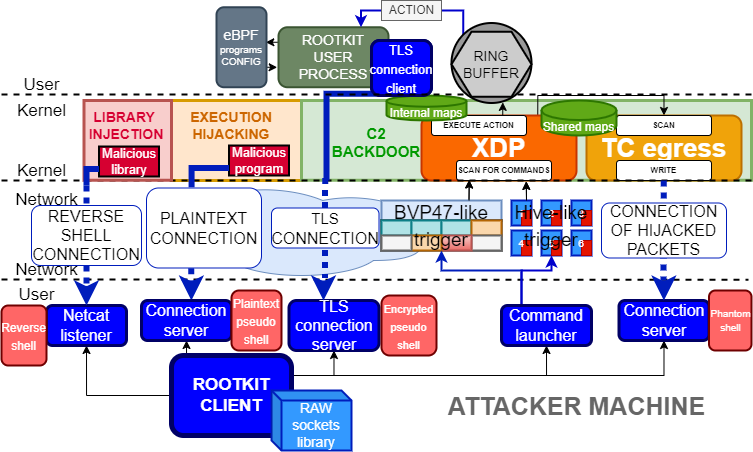 ACTION
eBPF
programs
CONFIG
ROOTKIT
USER
PROCESS
TLS
connection
client
RING
BUFFER
User
Kernel
LIBRARY
INJECTION
Malicious
library
EXECUTION
HIJACKING
Malicious
program
C2
BACKDOOR
Internal maps
EXECUTE ACTION
XDP
SCAN FOR COMMANDS
Shared maps
SCAN
TC egress
WRITE
Kernel
Network
REVERSE
SHELL
CONNECTION
PLAINTEXT
CONNECTION
TLS
CONNECTION
BVP47-like
trigger
Hive-like
trigger
4
6
CONNECTION
OF HIJACKED
PACKETS
Network
User
Reverse
shell
Netcat
listener
Connection
server
Plaintext
pseudo
shell
TLS
connection
server
Encrypted
pseudo
shell
Command
launcher
Connection
server
Phantom
shell
ROOTKIT
CLIENT
RAW
sockets
library
ATTACKER MACHINE